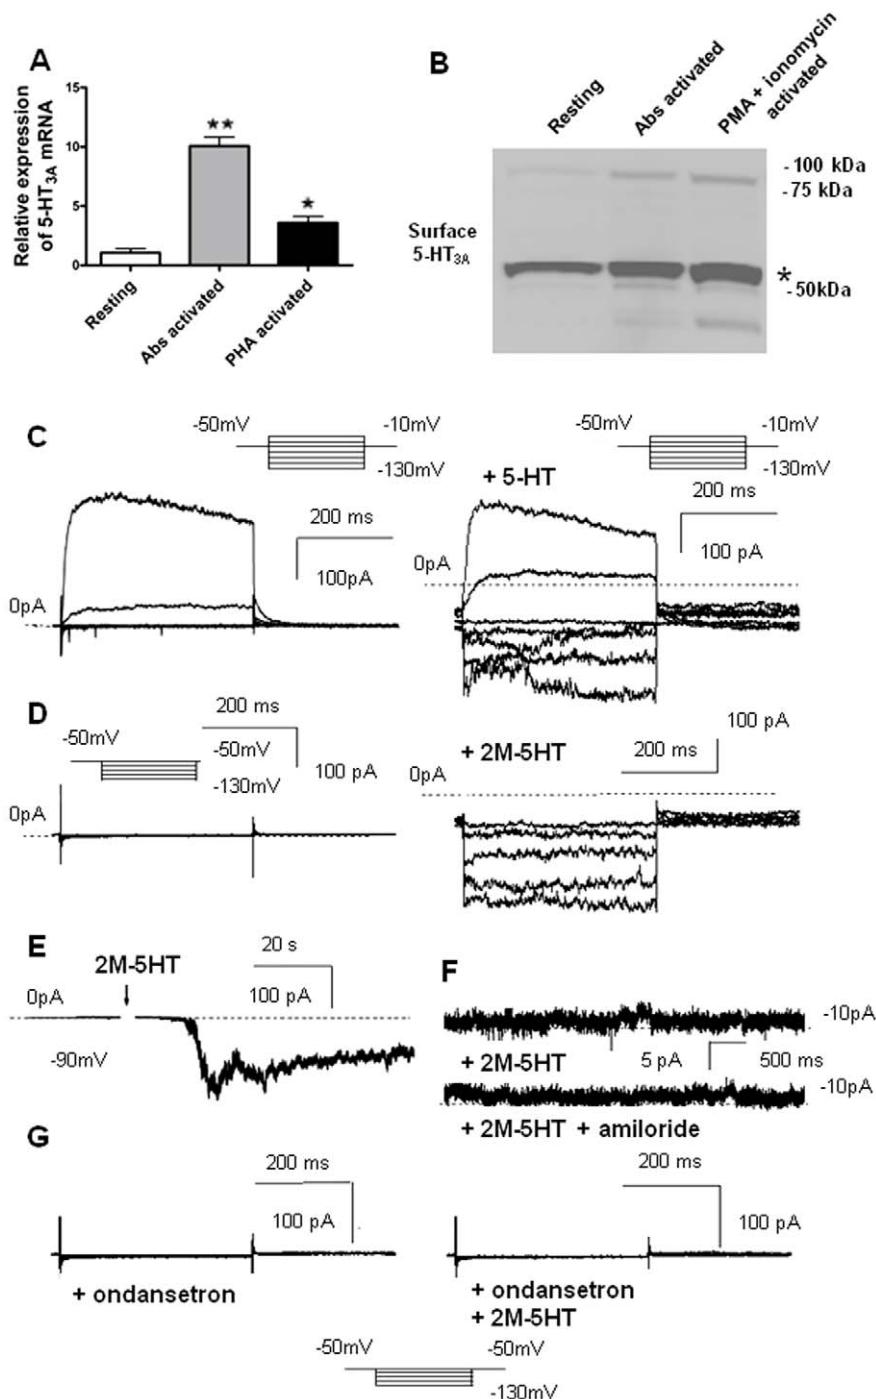 A
Relative expression
of 5-HT3A mRNA
15
10
5
0
**
*
Resting
Abs activated
PHA activated
B
Resting
Abs activated
PMA + ionomycin
activated
Surface
5-HT3A
-100 kDa
-75 kDa
*
-50kDa
C
-50mV
-10mV
-130mV
200 ms
100pA
0pA
+ 5-HT
-50mV
-10mV
-130mV
200 ms
100 pA
0pA
D
-50mV
-50mV
-130mV
200 ms
100 pA
0pA
+ 2M-5HT
200 ms
100 pA
0pA
E
2M-5HT
20 s
100 pA
0pA
-90mV
F
-10pA
+ 2M-5HT
5 pA
500 ms
-10pA
+ 2M-5HT + amiloride
G
200 ms
100 pA
+ ondansetron
200 ms
100 pA
+ ondansetron
+ 2M-5HT
-50mV
-50mV
-130mV